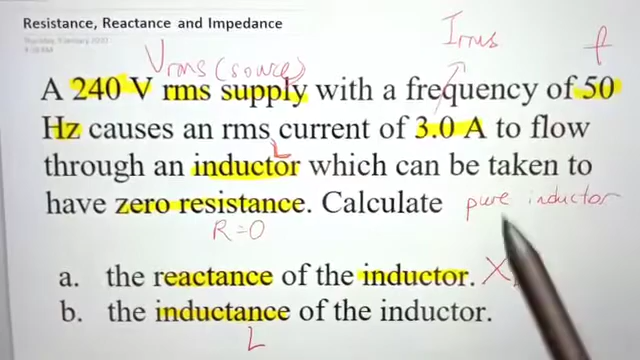 Resistance, Reactance and Impedance
Irms
f
Vrms (source)
A 240 V rms supply with a frequency of 50
Hz causes an rms current of 3.0 A to flow
L
through an inductor which can be taken to
have zero resistance. Calculate pure inductor
R=0
a. the reactance of the inductor. X
b. the inductance of the inductor.
L